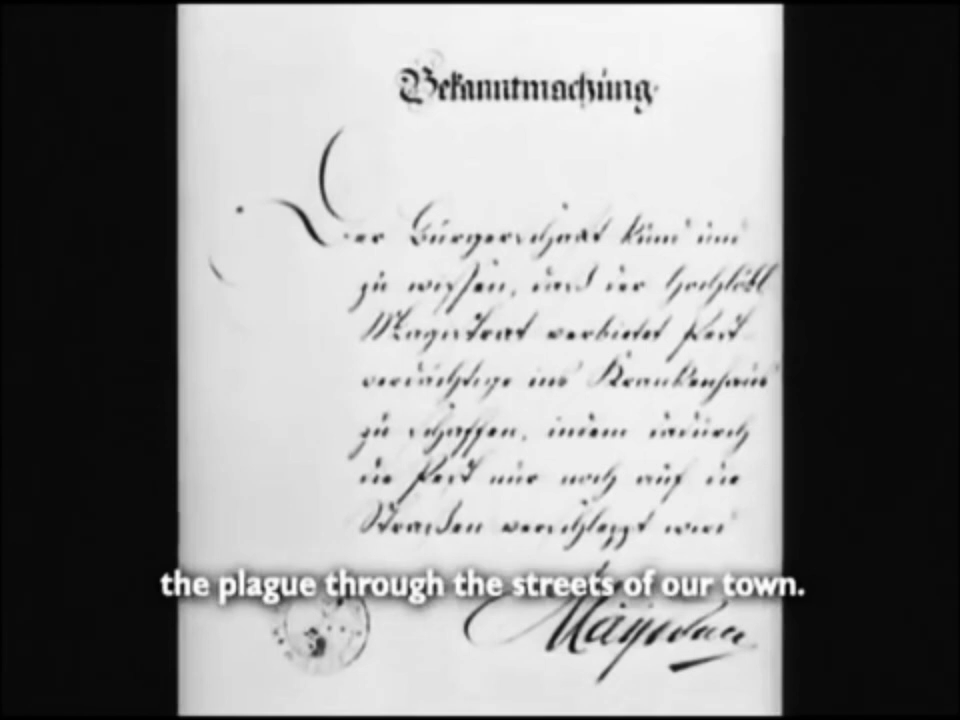 Bekanntmachung.
Der Bürgerschaft kund und
zu wissen, daß der hochlöbl
Magistrat verbietet Pest-
verdächtige ins Krankenhaus
zu schaffen, indem dadurch
die Pest nur noch auf die
Straßen verschleppt wird
the plague through the streets of our town.